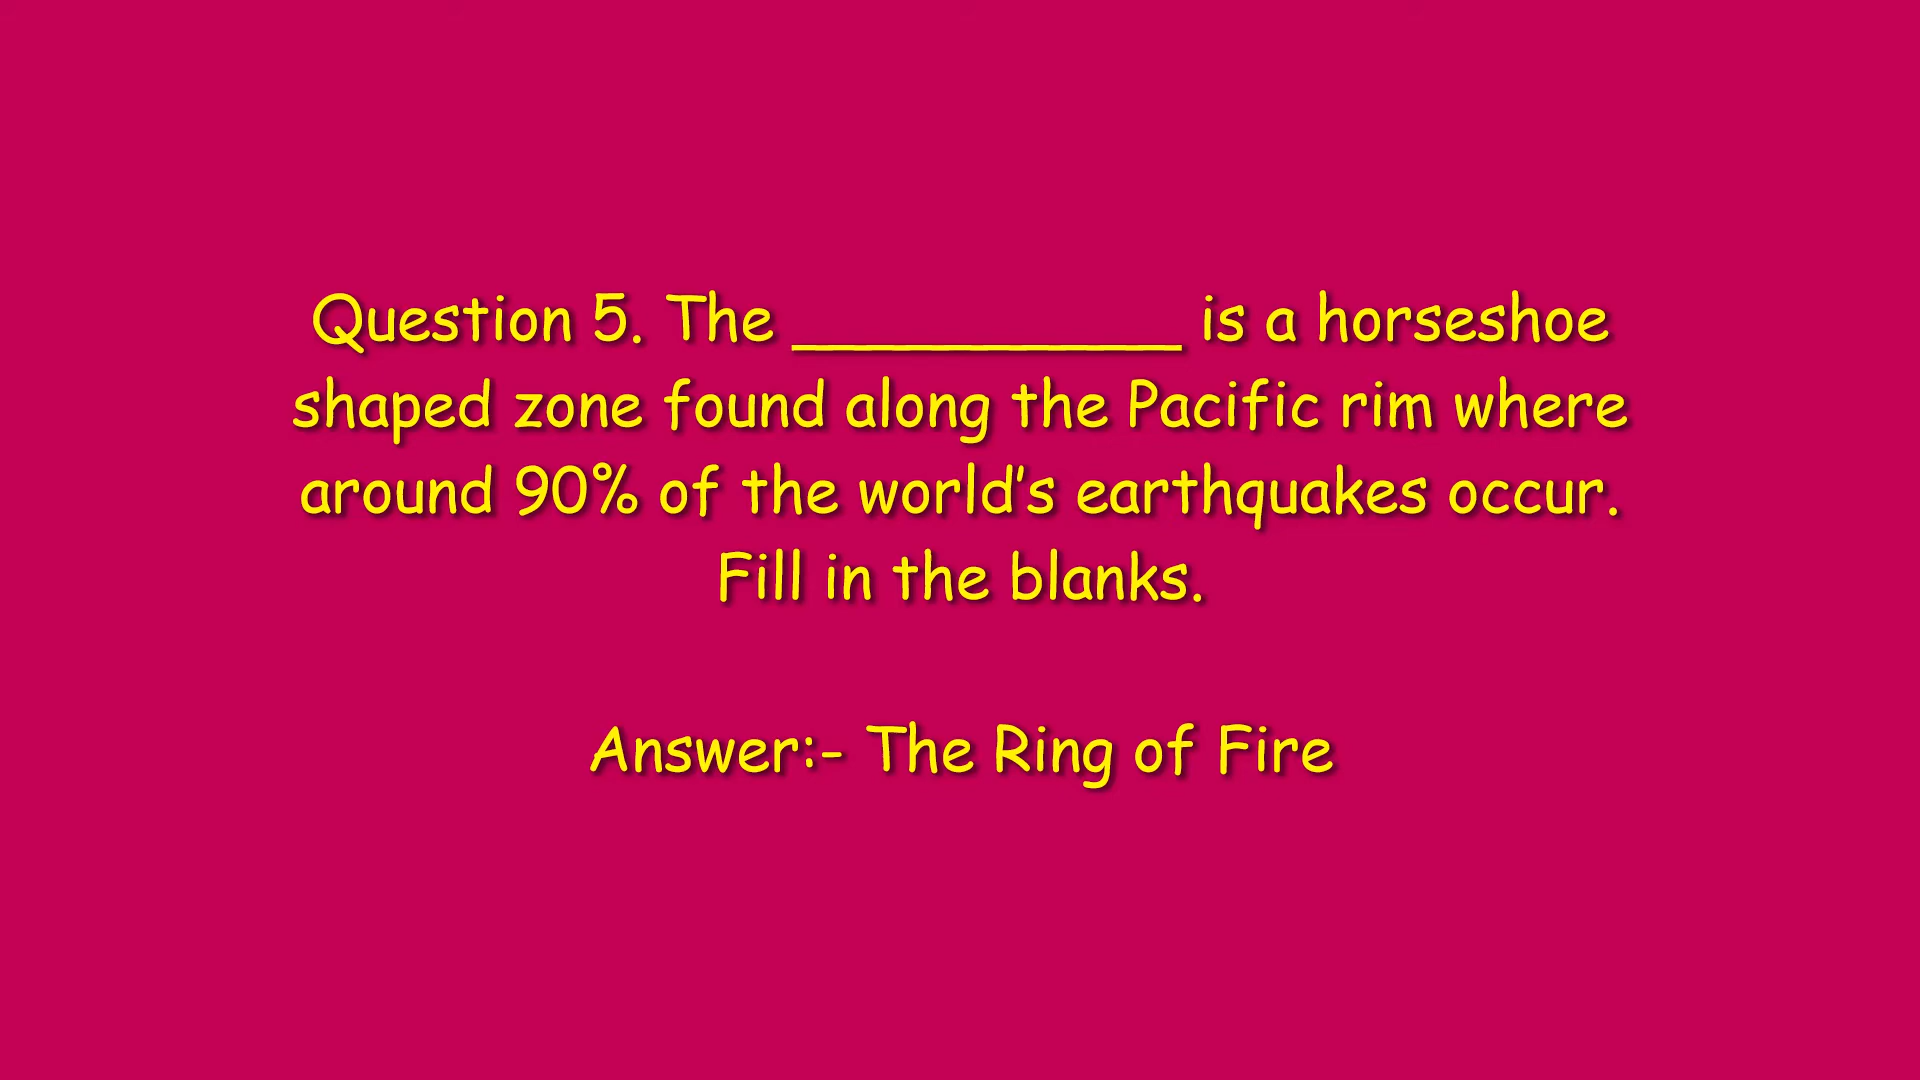 Question 5. The __________ is a horseshoe
shaped zone found along the Pacific rim where
around 90% of the world’s earthquakes occur.
Fill in the blanks.
Answer:- The Ring of Fire